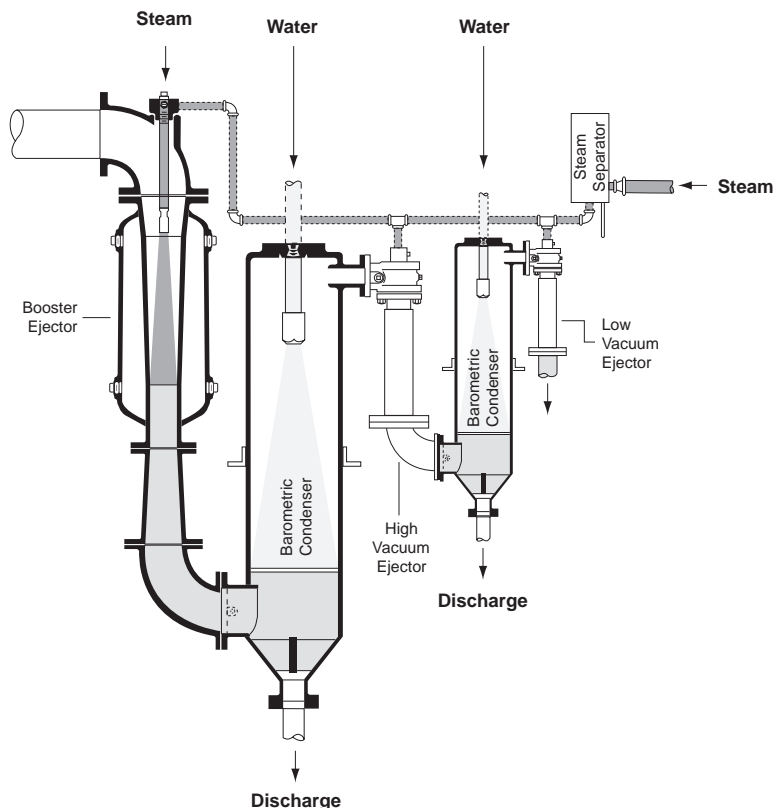 Steam
Water
Water
Steam
Separator
Steam
Booster
Ejector
Low
Vacuum
Ejector
Barometric
Condenser
Barometric
Condenser
High
Vacuum
Ejector
Discharge
Discharge